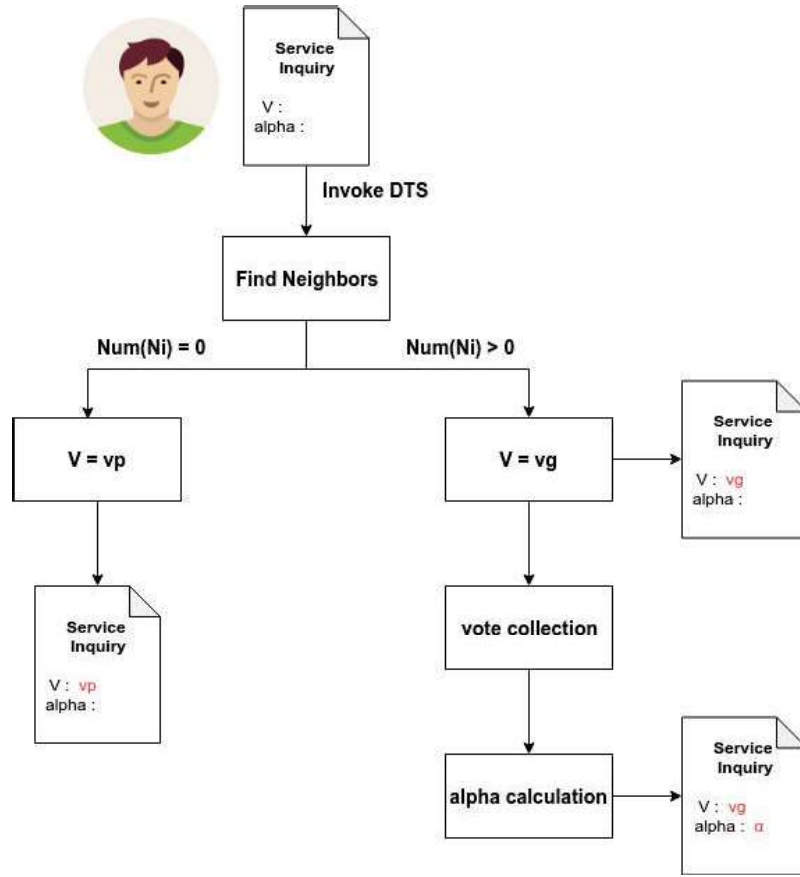 Service
Inquiry
V :
alpha :
Invoke DTS
Find Neighbors
Num(Ni) = 0
Num(Ni) > 0
V = vp
V = vg
Service
Inquiry
V : vg
alpha :
Service
Inquiry
V : vp
alpha :
vote collection
alpha calculation
Service
Inquiry
V : vg
alpha : α